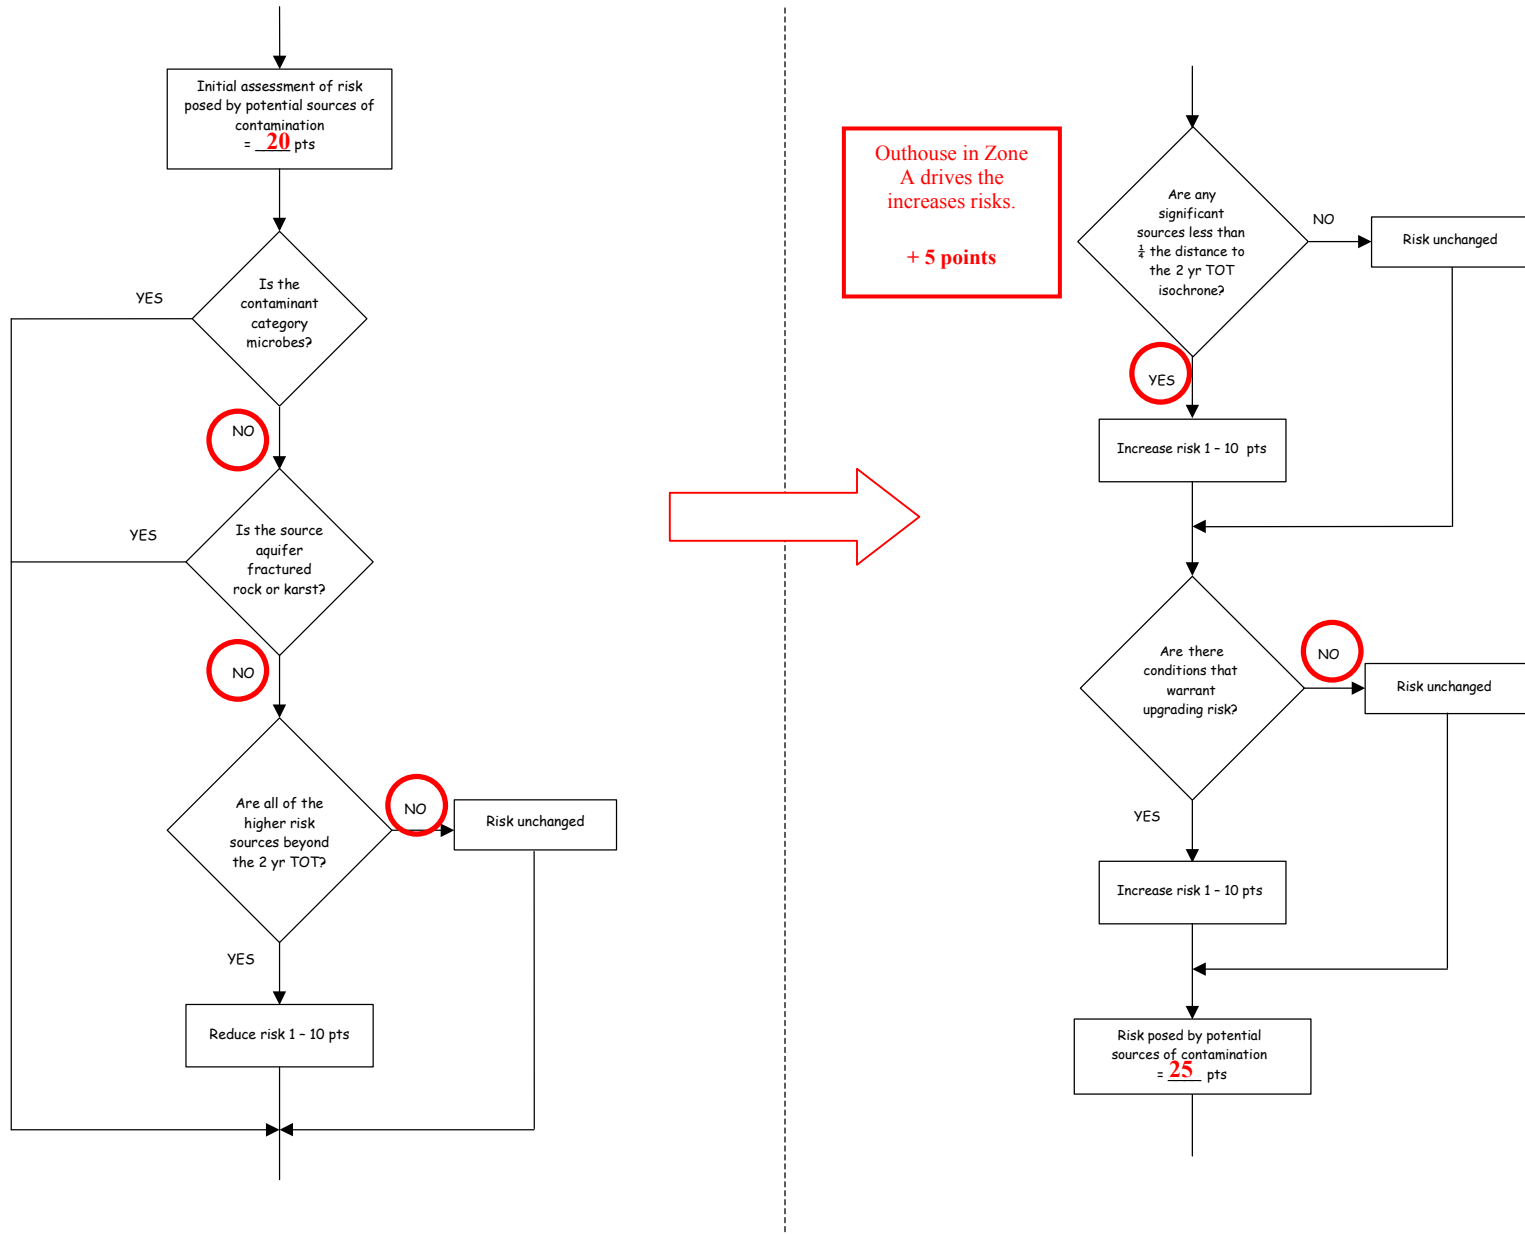 Initial assessment of risk
posed by potential sources of
contamination
= 20 pts
Is the
contaminant
category
microbes?
YES
NO
Is the source
aquifer
fractured
rock or karst?
YES
NO
Are all of the
higher risk
sources beyond
the 2 yr TOT?
NO
Risk unchanged
YES
Reduce risk 1 – 10 pts
Outhouse in Zone
A drives the
increases risks.
+ 5 points
Are any
significant
sources less than
¼ the distance to
the 2 yr TOT
isochrone?
NO
Risk unchanged
YES
Increase risk 1 – 10 pts
Are there
conditions that
warrant
upgrading risk?
NO
Risk unchanged
YES
Increase risk 1 – 10 pts
Risk posed by potential
sources of contamination
= 25 pts